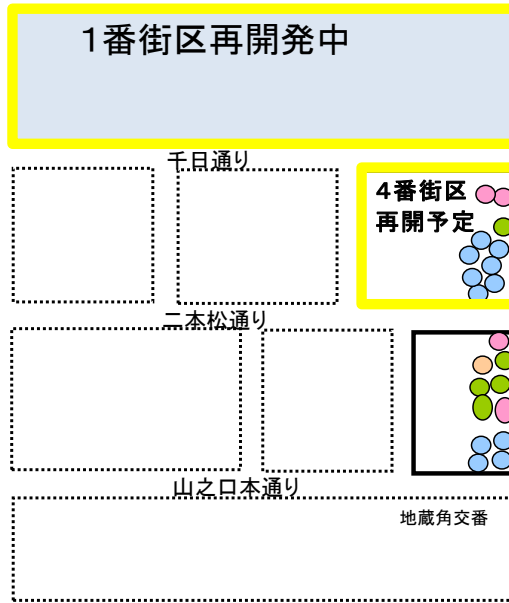 1番街区再開発中
千日通り
4番街区
再開予定
二本松通り
山之口本通り
地蔵角交番